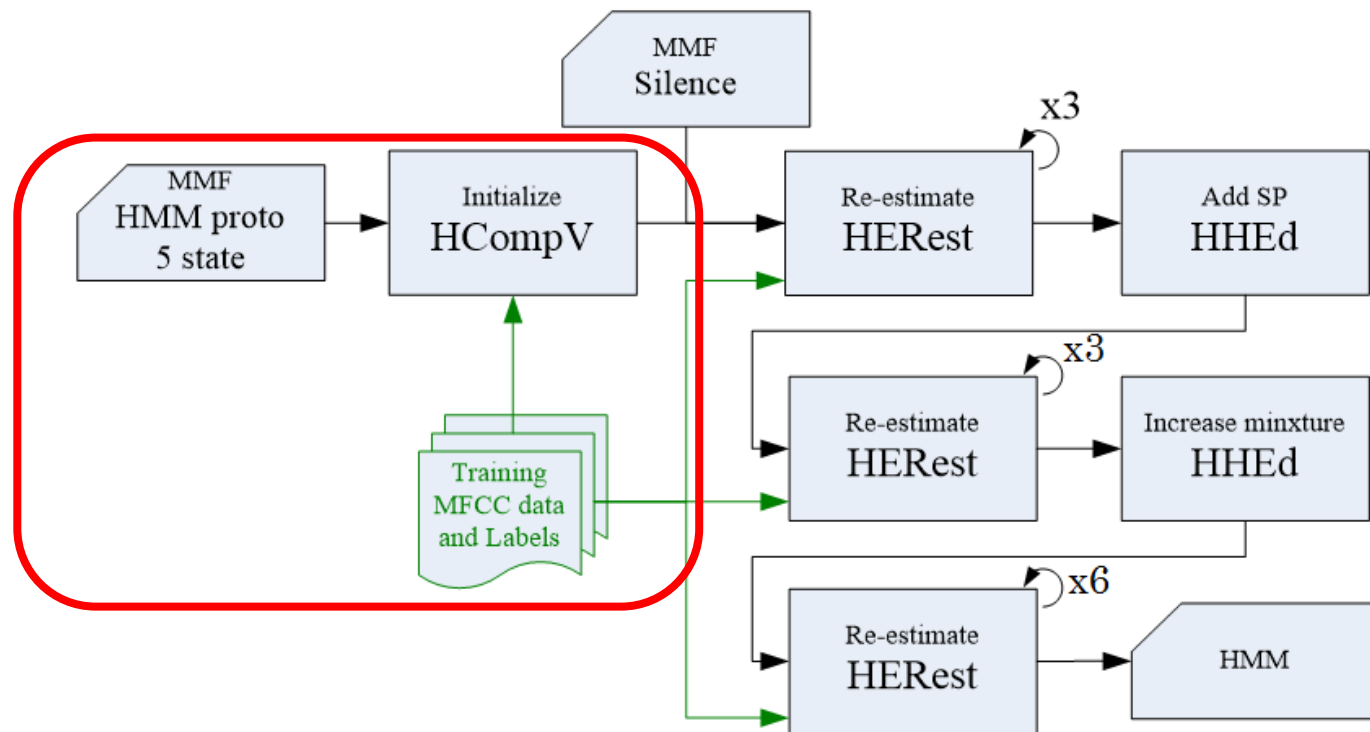 MMF
Silence
x3
MMF
HMM proto
5 state
Initialize
HCompV
Re-estimate
HERest
Add SP
HHEd
x3
Training
MFCC data
and Labels
Re-estimate
HERest
Increase minxture
HHEd
x6
Re-estimate
HERest
HMM